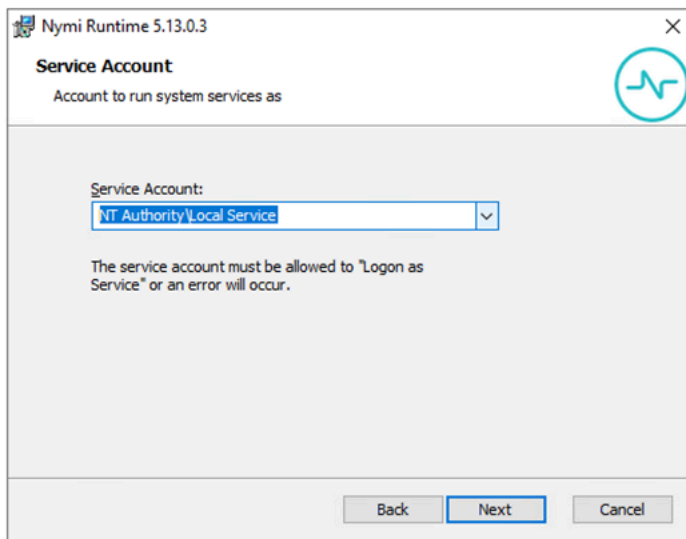 Nymi Runtime 5.13.0.3
Service Account
Account to run system services as
Service Account:
NT Authority\Local Service
The service account must be allowed to "Logon as
Service" or an error will occur.
Back
Next
Cancel